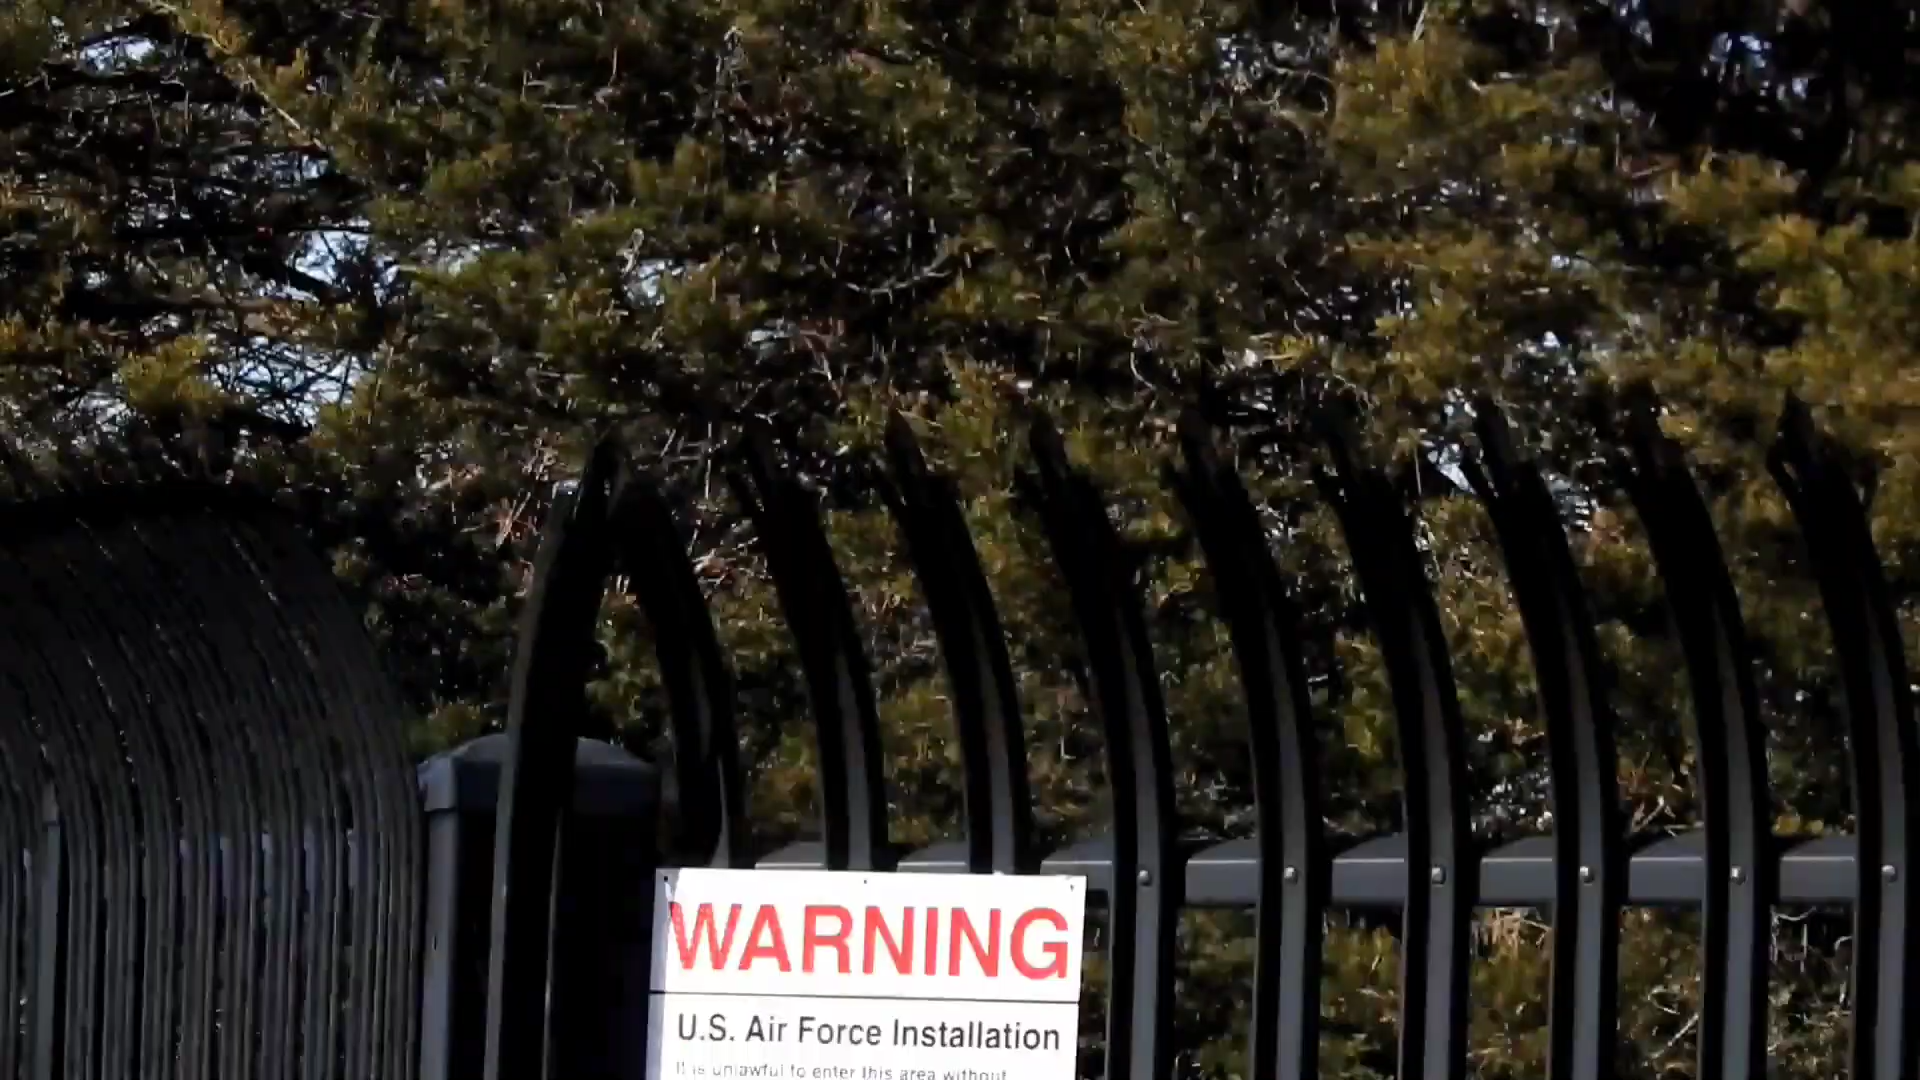 WARNING
U.S. Air Force Installation
It is unlawful to enter this area without